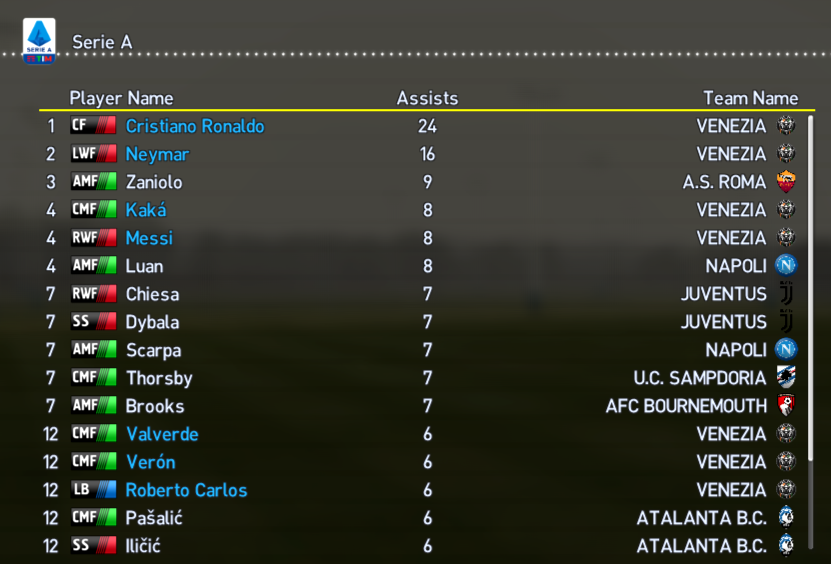 SERIE A
TIM
Serie A
Player Name Assists Team Name
1 CF Cristiano Ronaldo 24 VENEZIA
2 LWF Neymar 16 VENEZIA
3 AMF Zaniolo 9 A.S. ROMA
4 CMF Kaká 8 VENEZIA
4 RWF Messi 8 VENEZIA
4 AMF Luan 8 NAPOLI N
7 RWF Chiesa 7 JUVENTUS
7 SS Dybala 7 JUVENTUS
7 AMF Scarpa 7 NAPOLI N
7 CMF Thorsby 7 U.C. SAMPDORIA
7 AMF Brooks 7 AFC BOURNEMOUTH
12 CMF Valverde 6 VENEZIA
12 CMF Verón 6 VENEZIA
12 LB Roberto Carlos 6 VENEZIA
12 CMF Pašalić 6 ATALANTA B.C.
12 SS Iličić 6 ATALANTA B.C.